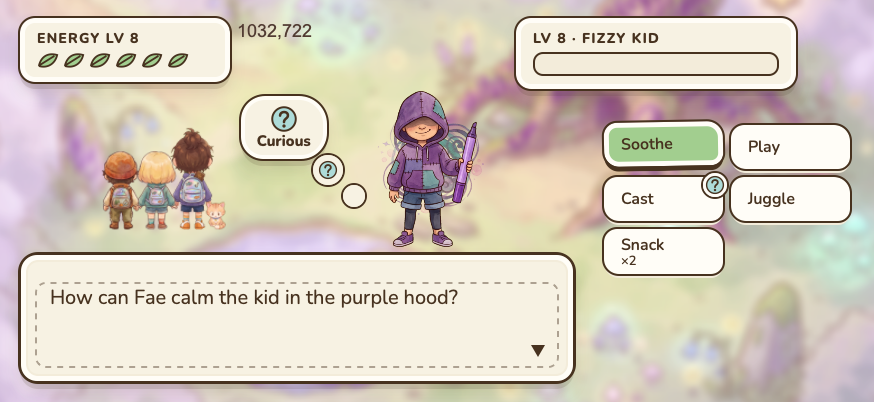 ENERGY LV 8
1032,722
LV 8 · FIZZY KID
?
Curious
?
Soothe
Play
Cast
?
Juggle
Snack
×2
How can Fae calm the kid in the purple hood?